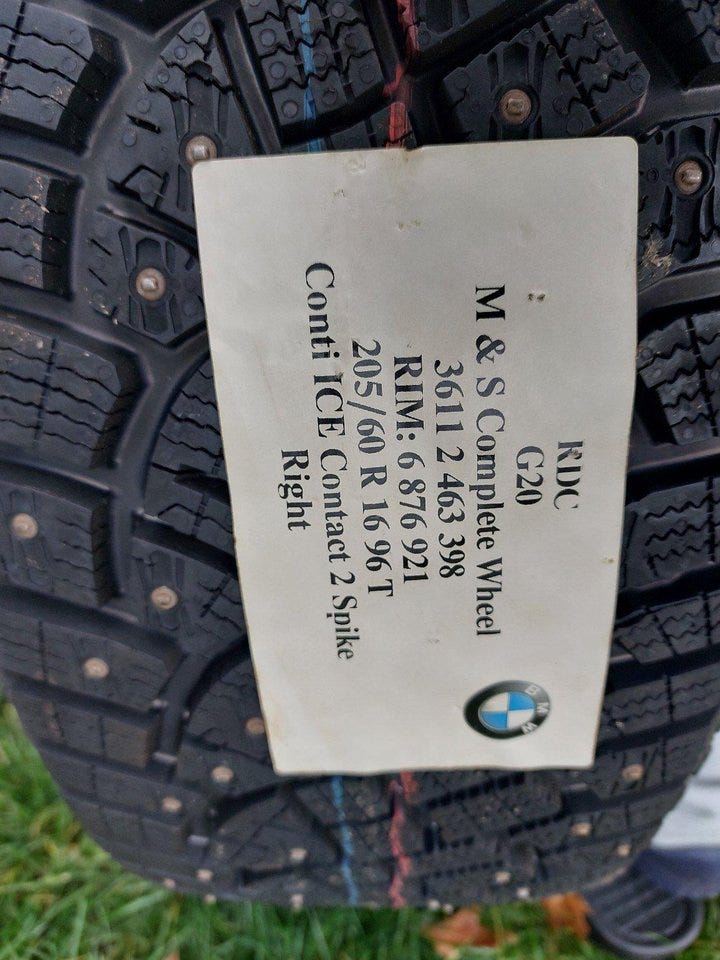 RDC
G20
M & S Complete Wheel
3611 2 463 398
RIM: 6 876 921
205/60 R 16 96 T
Conti ICE Contact 2 Spike
Right
BMW